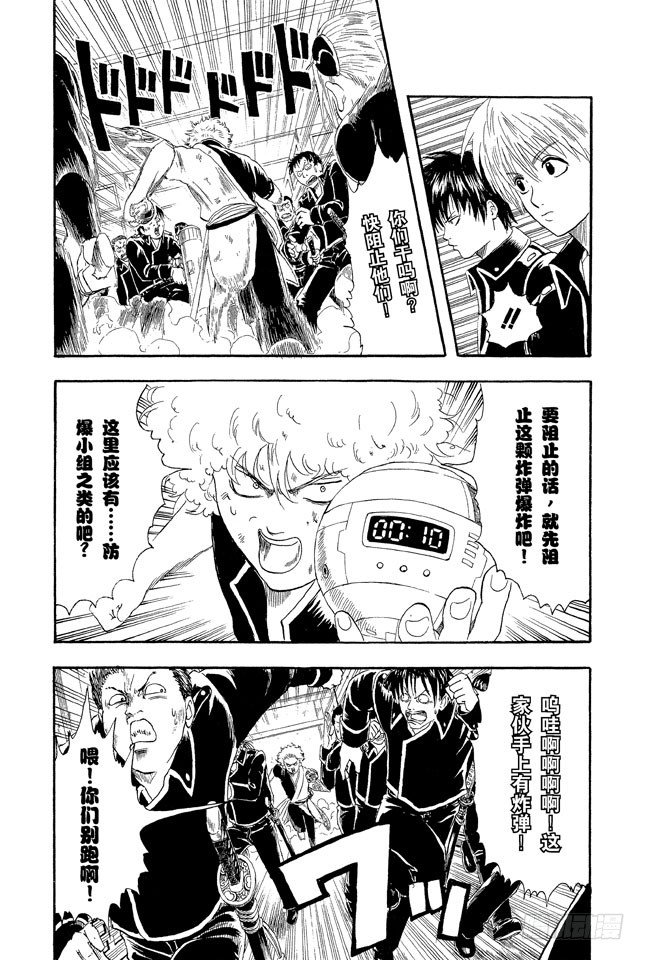 !!
ドドドドドド
你们干吗啊？
快阻止他们！
要阻止的话，就先阻
止这颗炸弹爆炸吧！
00:10
这里应该有……防
爆小组之类的吧？
呜哇啊啊啊啊！这
家伙手上有炸弹！
ワアッ
喂！你们别跑啊！